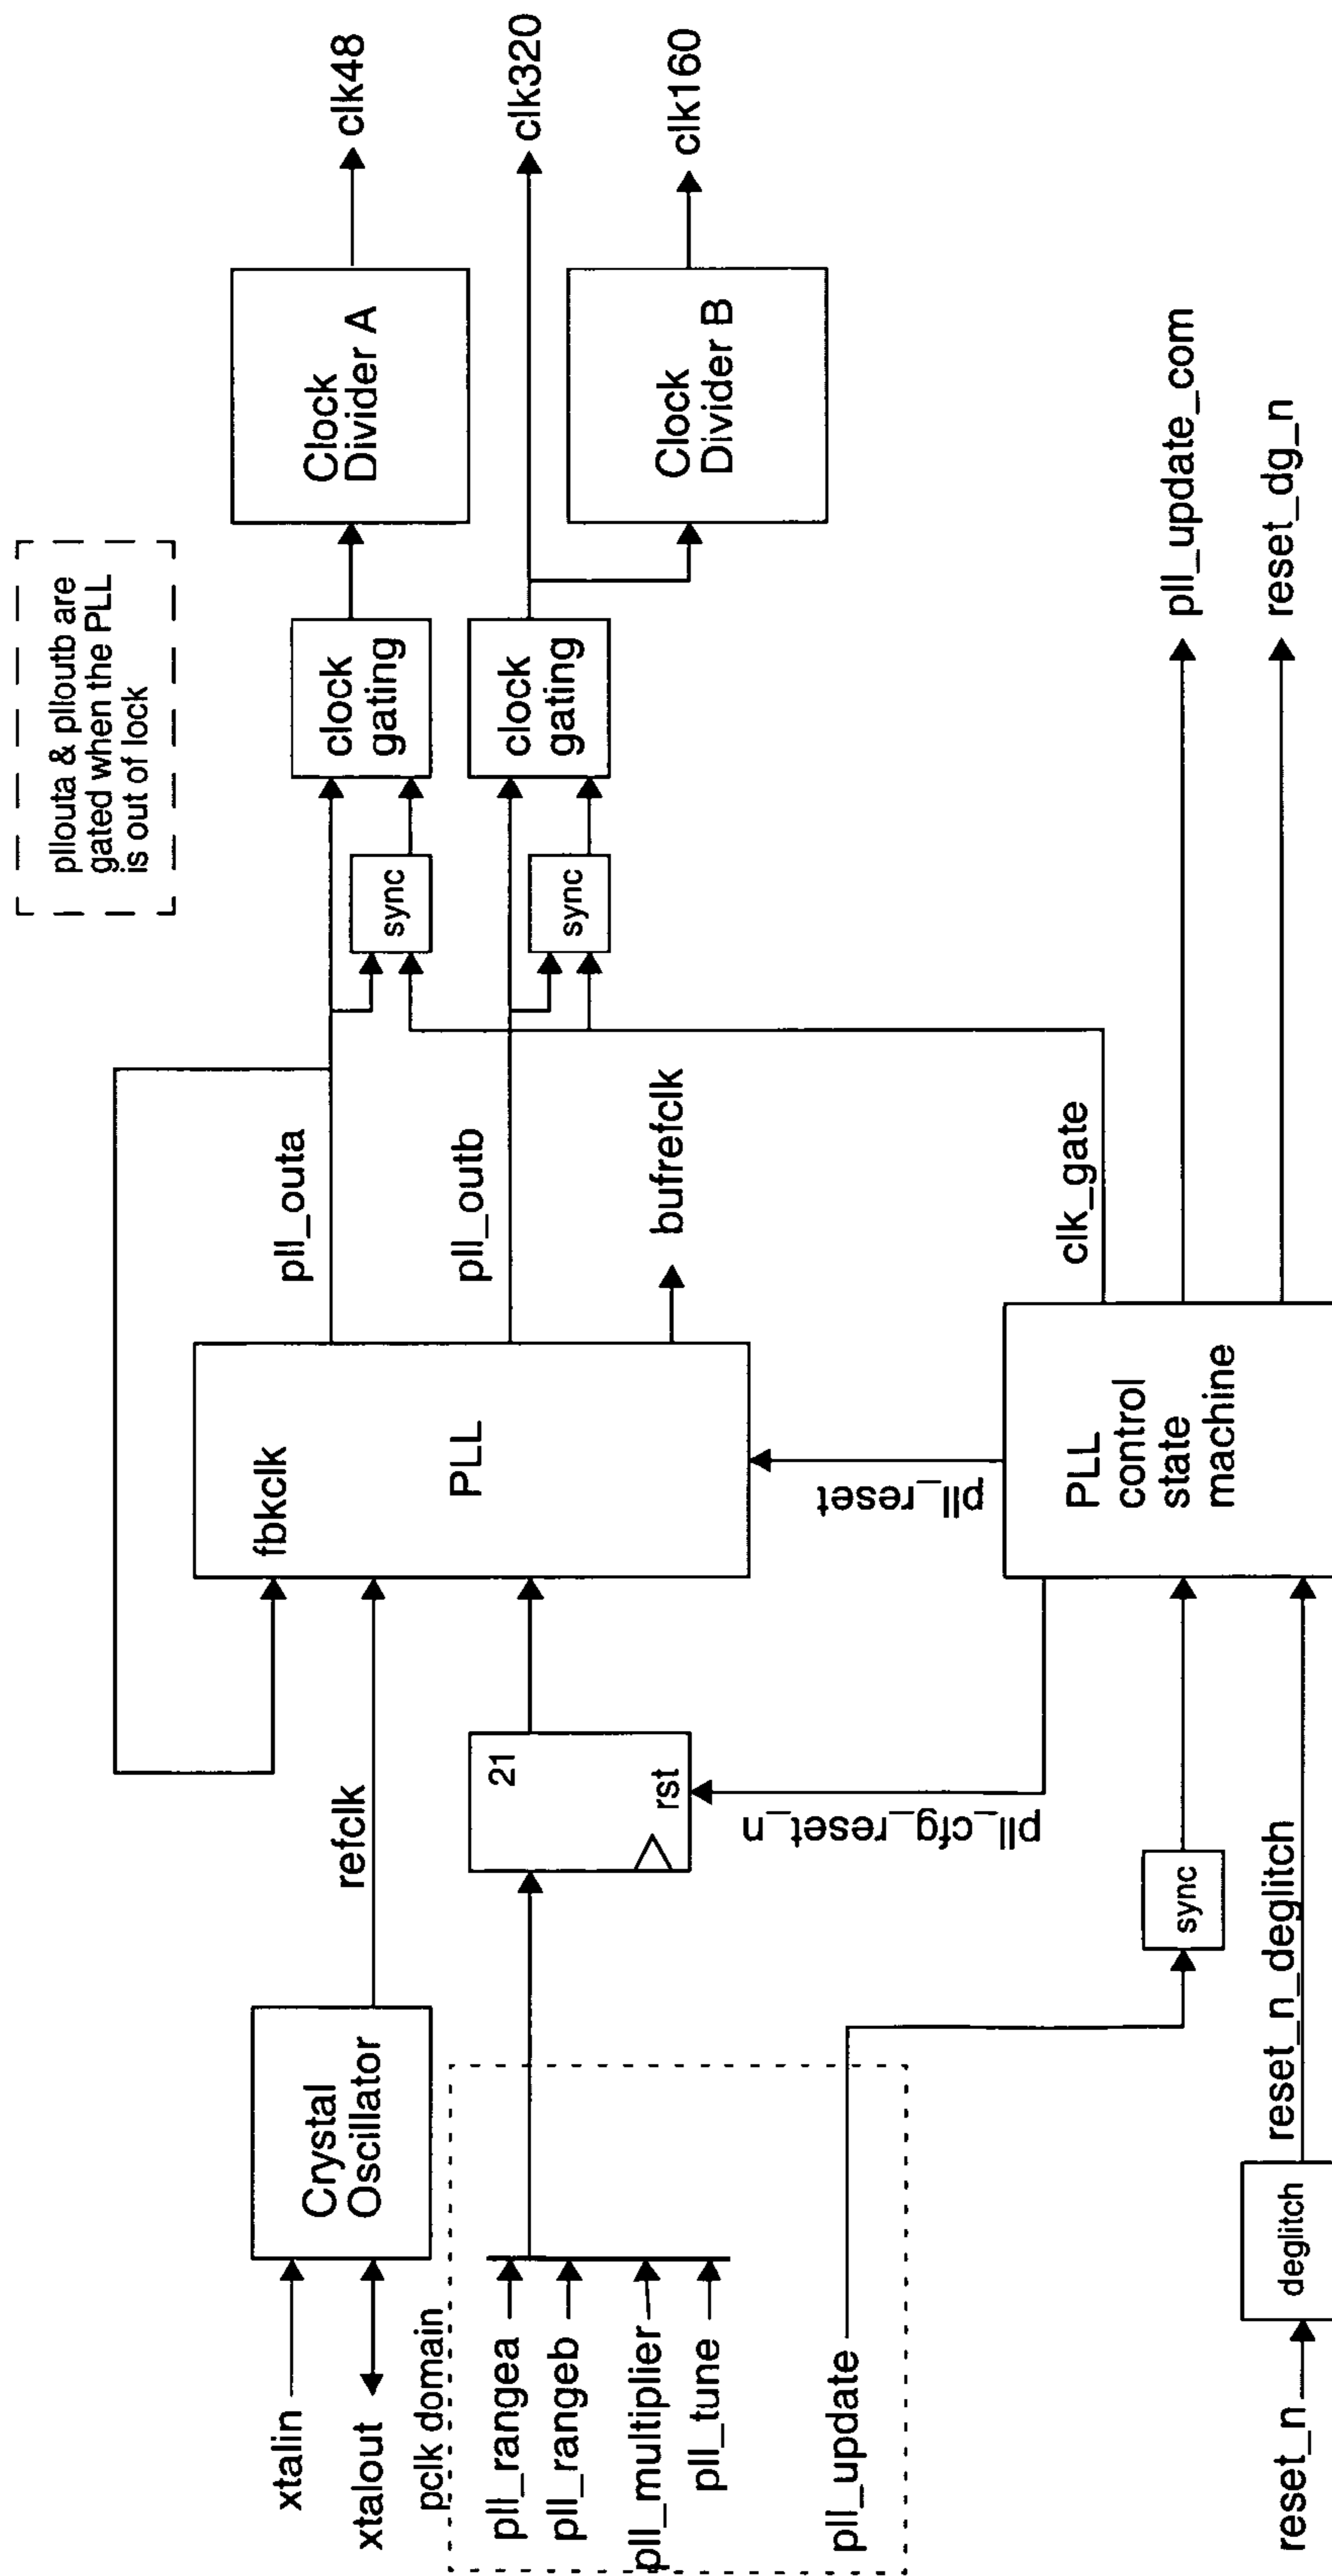 pllouta & plloutb are
gated when the PLL
is out of lock
xtalin
xtalout
Crystal
Oscillator
refclk
fbkclk
PLL
pll_outa
pll_outb
bufrefclk
sync
clock
gating
Clock
Divider A
clk48
sync
clock
gating
clk320
Clock
Divider B
clk160
pclk domain
pll_rangea
pll_rangeb
pll_multiplier
pll_tune
pll_update
21
rst
pll_cfg_reset_n
pll_reset
sync
PLL
control
state
machine
clk_gate
pll_update_com
reset_dg_n
reset_n
deglitch
reset_n_deglitch